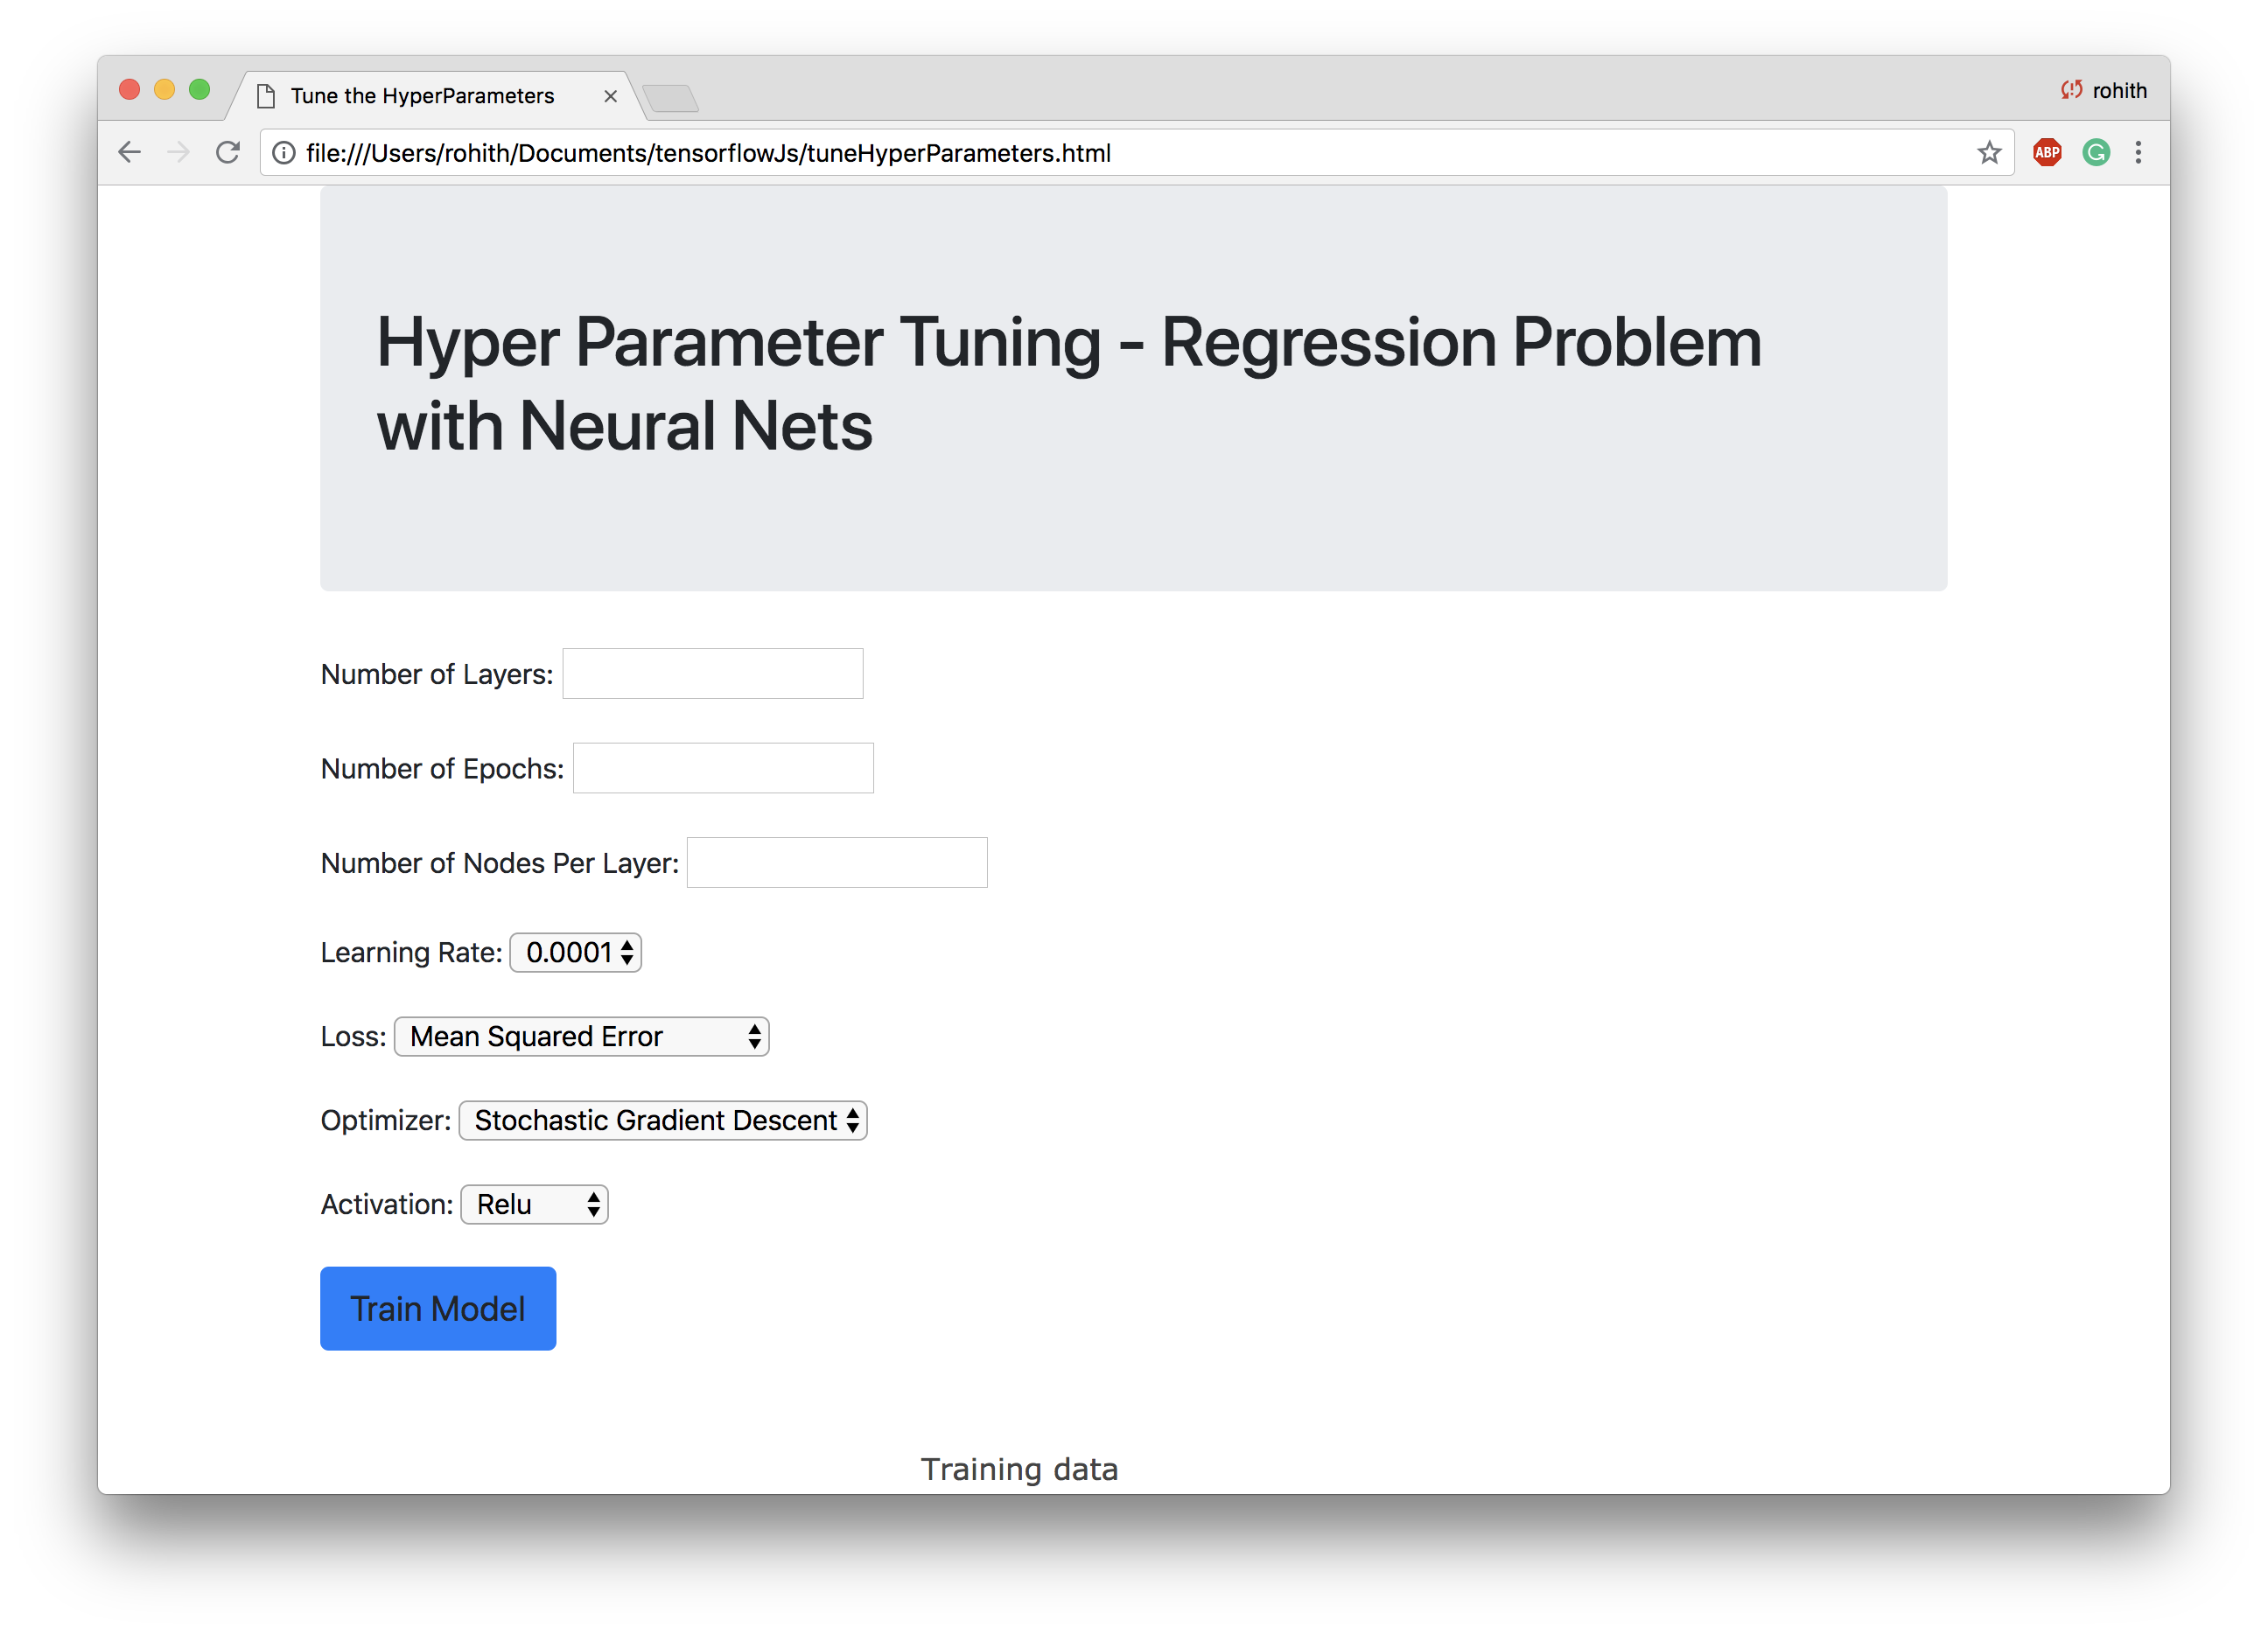 Tune the HyperParameters
rohith
file:///Users/rohith/Documents/tensorflowJs/tuneHyperParameters.html
ABP
Hyper Parameter Tuning - Regression Problem
with Neural Nets
Number of Layers:
Number of Epochs:
Number of Nodes Per Layer:
Learning Rate: 0.0001
Loss: Mean Squared Error
Optimizer: Stochastic Gradient Descent
Activation: Relu
Train Model
Training data